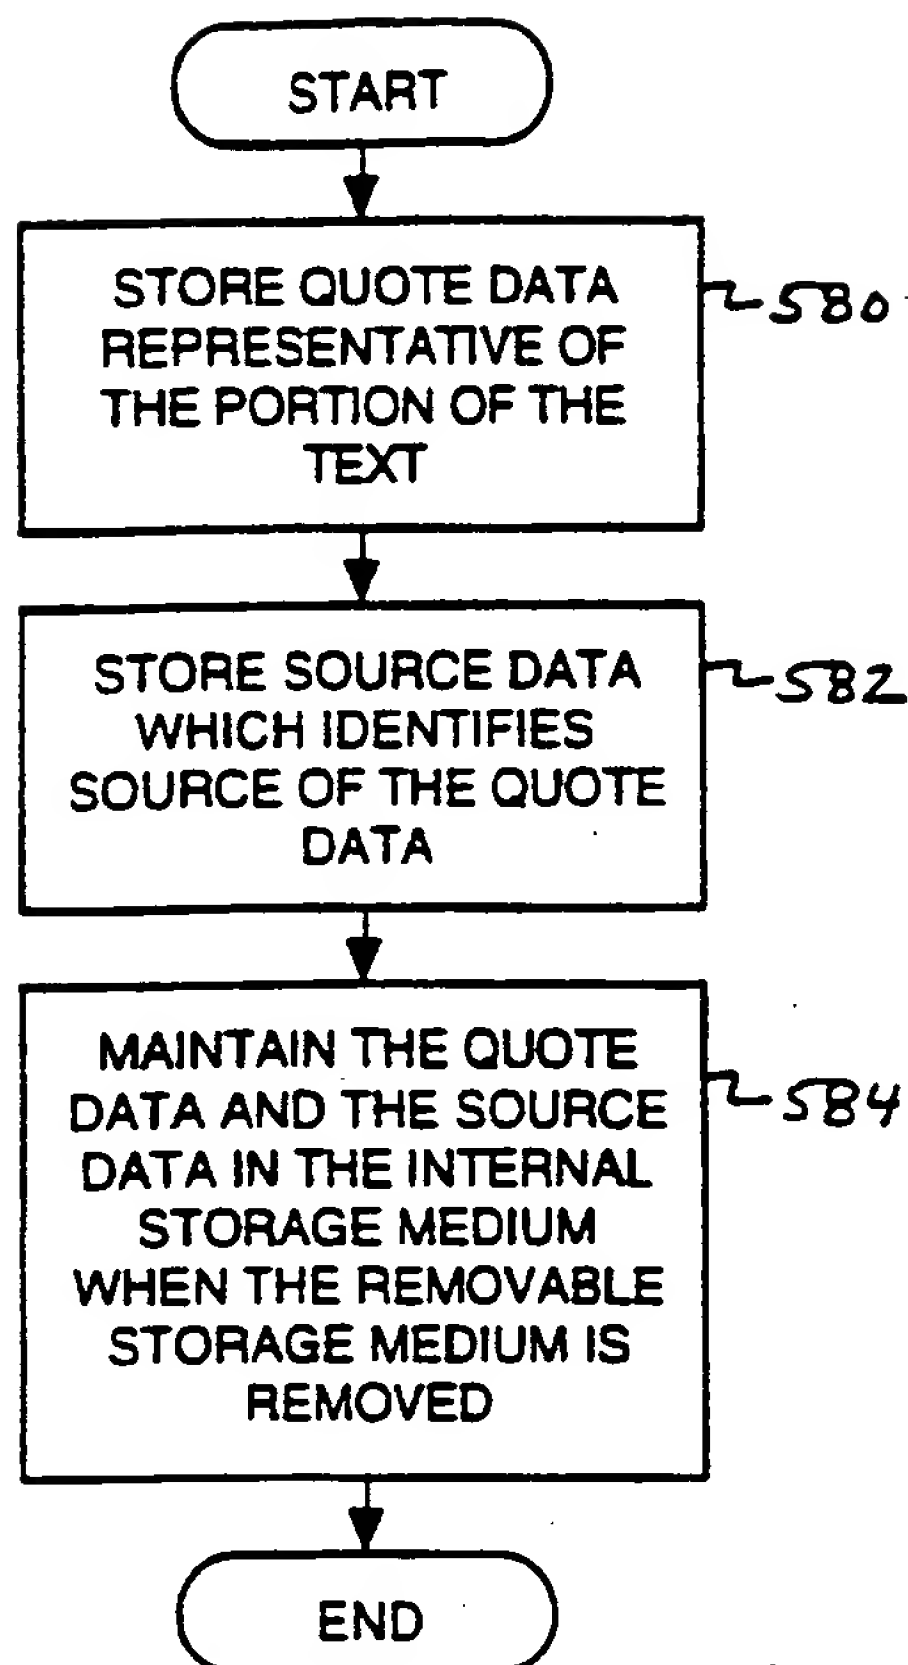 START
STORE QUOTE DATA
REPRESENTATIVE OF
THE PORTION OF THE
TEXT
580
STORE SOURCE DATA
WHICH IDENTIFIES
SOURCE OF THE QUOTE
DATA
582
MAINTAIN THE QUOTE
DATA AND THE SOURCE
DATA IN THE INTERNAL
STORAGE MEDIUM
WHEN THE REMOVABLE
STORAGE MEDIUM IS
REMOVED
584
END